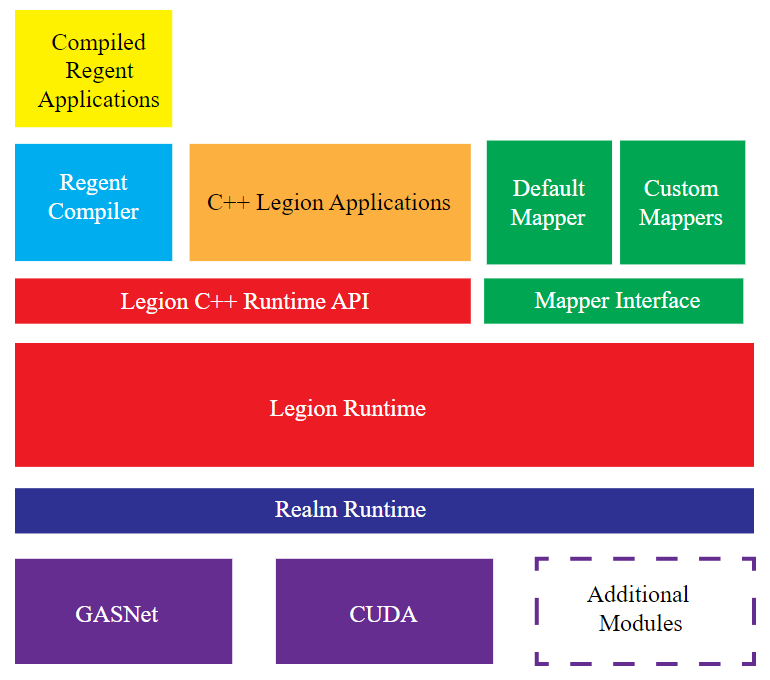 Compiled
Regent
Applications
Regent
Compiler
C++ Legion Applications
Default
Mapper
Custom
Mappers
Legion C++ Runtime API
Mapper Interface
Legion Runtime
Realm Runtime
GASNet
CUDA
Additional
Modules